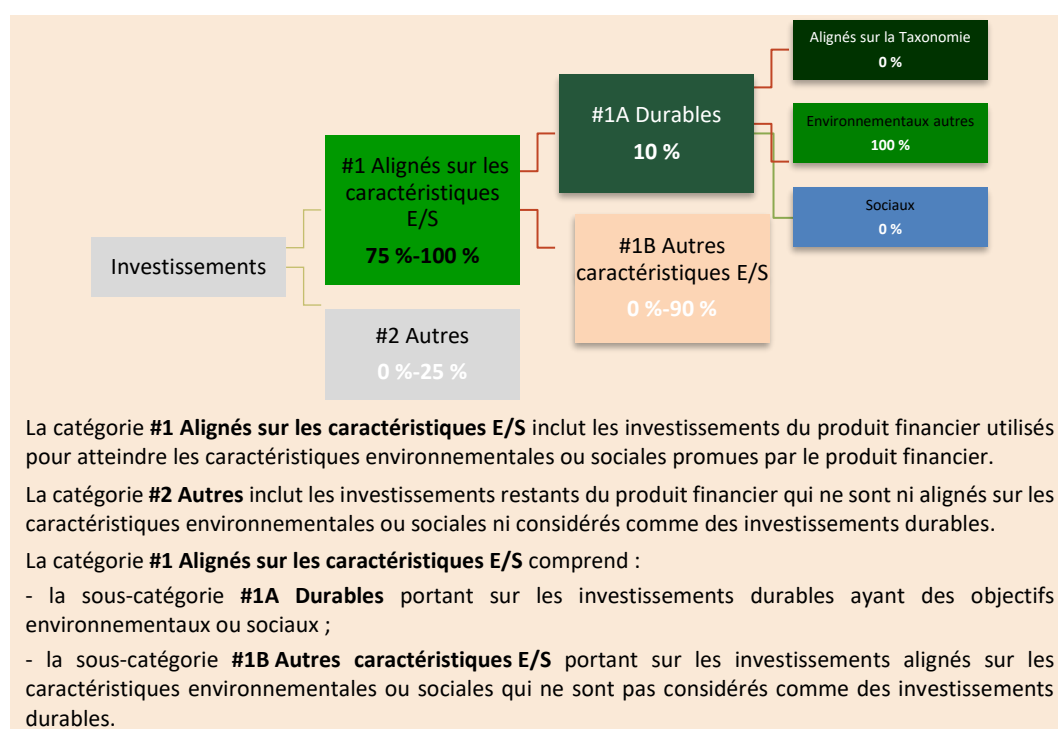 Investissements
#1 Alignés sur les
caractéristiques
E/S
75 %-100 %
#2 Autres
0 %-25 %
#1A Durables
10 %
#1B Autres
caractéristiques E/S
0 %-90 %
Alignés sur la Taxonomie
0 %
Environnementaux autres
100 %
Sociaux
0 %
La catégorie #1 Alignés sur les caractéristiques E/S inclut les investissements du produit financier utilisés
pour atteindre les caractéristiques environnementales ou sociales promues par le produit financier.
La catégorie #2 Autres inclut les investissements restants du produit financier qui ne sont ni alignés sur les
caractéristiques environnementales ou sociales ni considérés comme des investissements durables.
La catégorie #1 Alignés sur les caractéristiques E/S comprend :
- la sous-catégorie #1A Durables portant sur les investissements durables ayant des objectifs
environnementaux ou sociaux ;
- la sous-catégorie #1B Autres caractéristiques E/S portant sur les investissements alignés sur les
caractéristiques environnementales ou sociales qui ne sont pas considérés comme des investissements
durables.